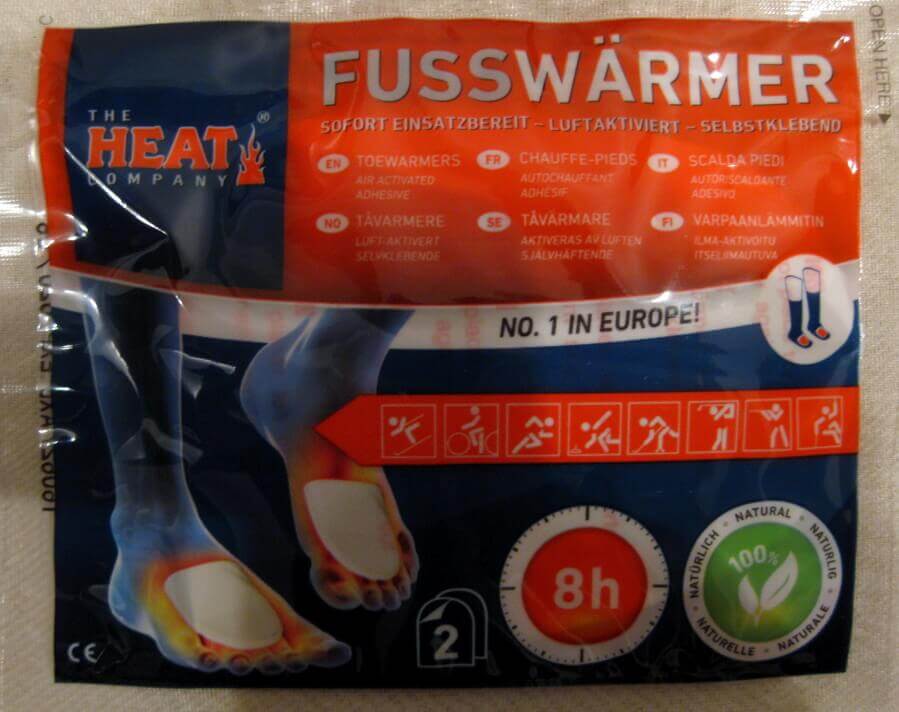 THE
HEAT®
COMPANY
FUSSWÄRMER
SOFORT EINSATZBEREIT – LUFTAKTIVIERT – SELBSTKLEBEND
EN TOEWARMERS
AIR ACTIVATED
ADHESIVE
FR CHAUFFE-PIEDS
AUTOCHAUFFANT
ADHÉSIF
IT SCALDA PIEDI
AUTORISCALDANTE
ADESIVO
NO TÅVARMERE
LUFT-AKTIVERT
SELVKLEBENDE
SE TÅVÄRMARE
AKTIVERAS AV LUFTEN
SJÄLVHÄFTENDE
FI VARPAANLÄMMITIN
ILMA-AKTIVOITU
ITSELIIMAUTUVA
OPEN HERE
NO. 1 IN EUROPE!
8h
2
100%
NATÜRLICH • NATURAL • NATURLIG
NATURELLE • NATURALE
CE